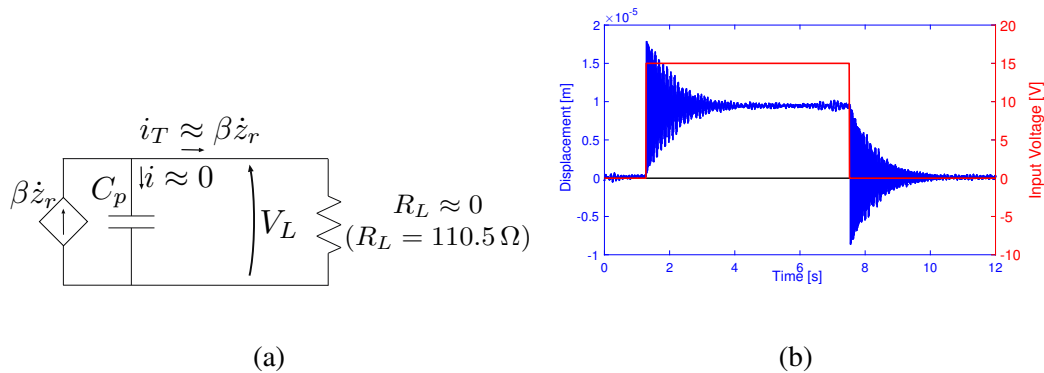 i_T ≈ βż_r
i ≈ 0
C_p
βż_r
V_L
R_L ≈ 0
(R_L = 110.5 Ω)
(a)
×10^-5
2
1.5
1
0.5
0
-0.5
-1
Displacement [m]
0
2
4
6
8
10
12
Time [s]
20
15
10
5
0
-5
-10
Input Voltage [V]
(b)